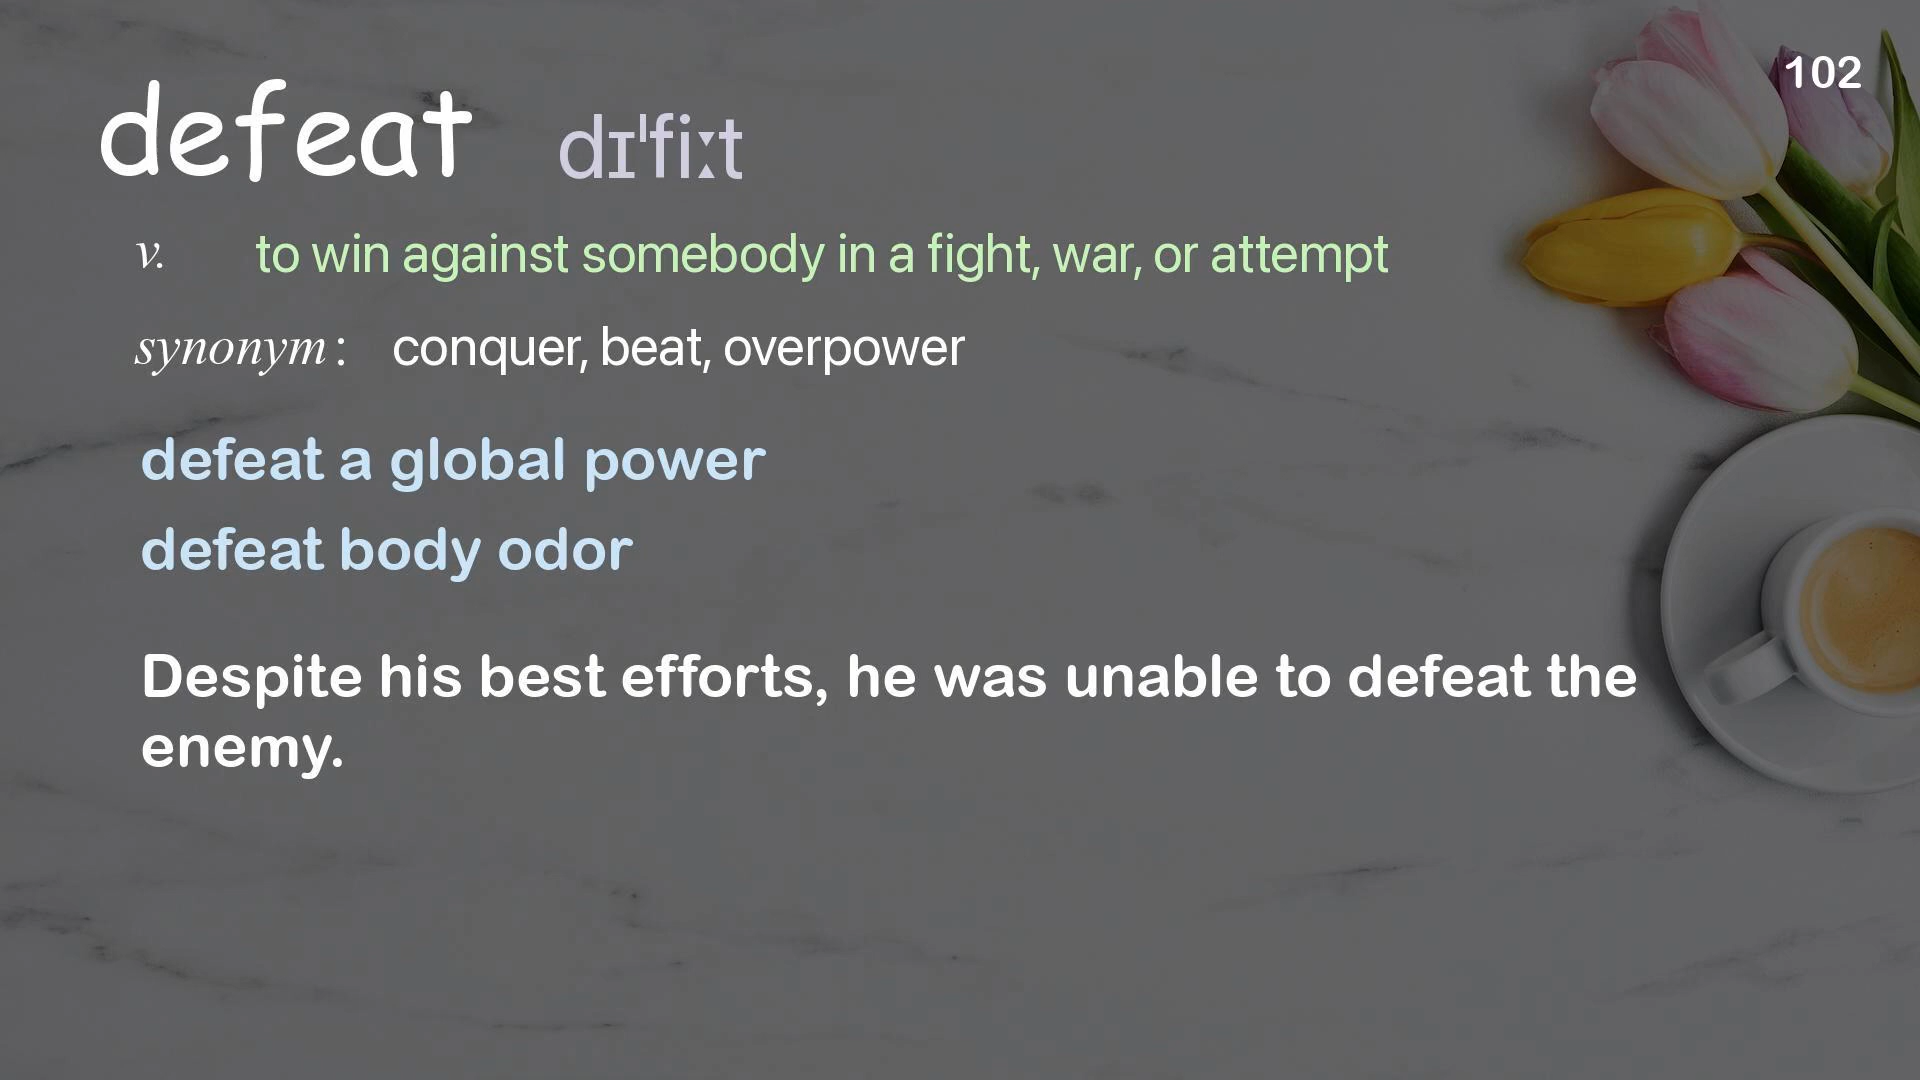 102
defeat dɪˈfiːt
v. to win against somebody in a fight, war, or attempt
synonym: conquer, beat, overpower
defeat a global power
defeat body odor
Despite his best efforts, he was unable to defeat the
enemy.